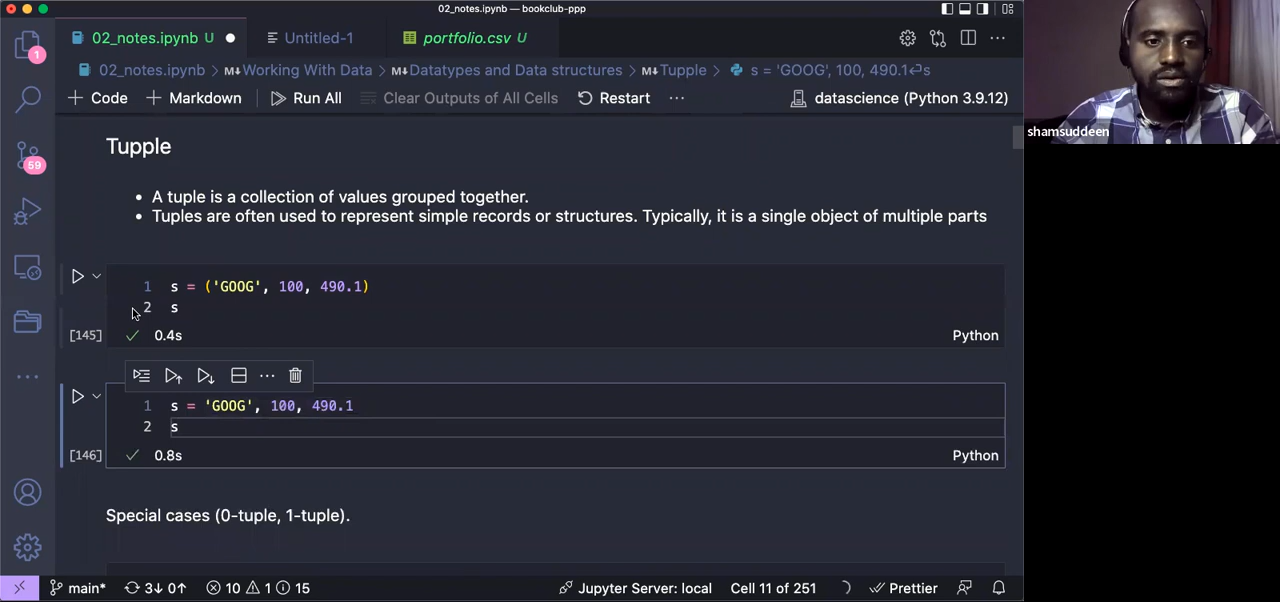 02_notes.ipynb — bookclub-ppp
02_notes.ipynb U Untitled-1 portfolio.csv U
1
02_notes.ipynb > M↓Working With Data > M↓Datatypes and Data structures > M↓Tupple > s = 'GOOG', 100, 490.1↵s
+ Code + Markdown Run All Clear Outputs of All Cells Restart ... datascience (Python 3.9.12)
shamsuddeen
Tupple
59
• A tuple is a collection of values grouped together.
• Tuples are often used to represent simple records or structures. Typically, it is a single object of multiple parts
1 s = ('GOOG', 100, 490.1)
2 s
[145] ✓ 0.4s Python
1 s = 'GOOG', 100, 490.1
2 s
[146] ✓ 0.8s Python
Special cases (0-tuple, 1-tuple).
main* 3↓ 0↑ 10 1 15 Jupyter Server: local Cell 11 of 251 Prettier